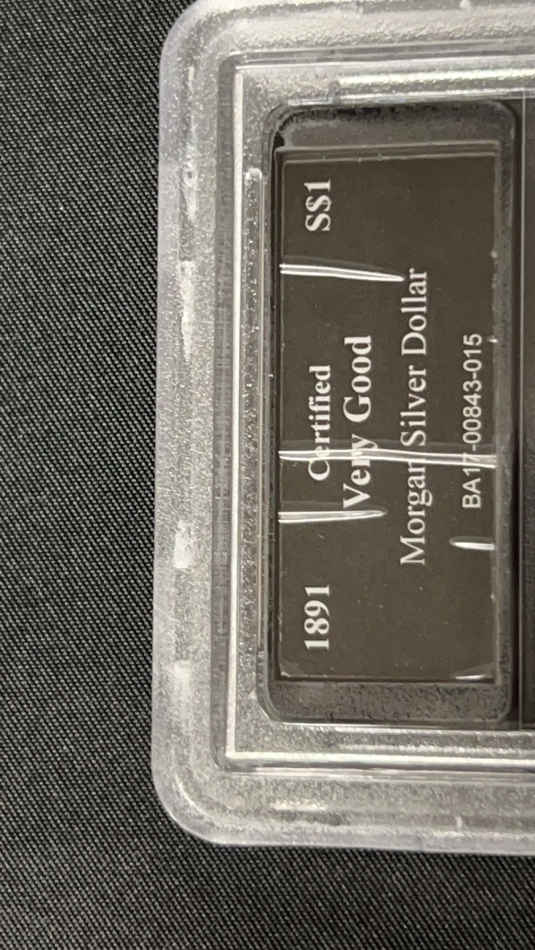 1891 S$1
Certified
Very Good
Morgan Silver Dollar
BA17-00843-015